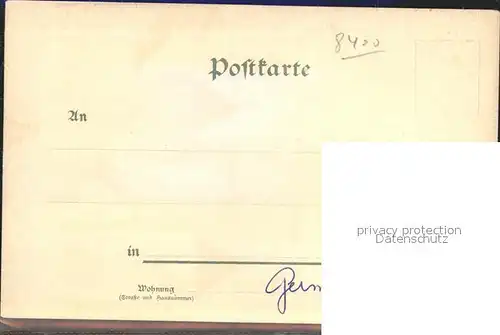 8400
Postkarte
An
privacy protection
Datenschutz
in
Wohnung
(Straße und Hausnummer)